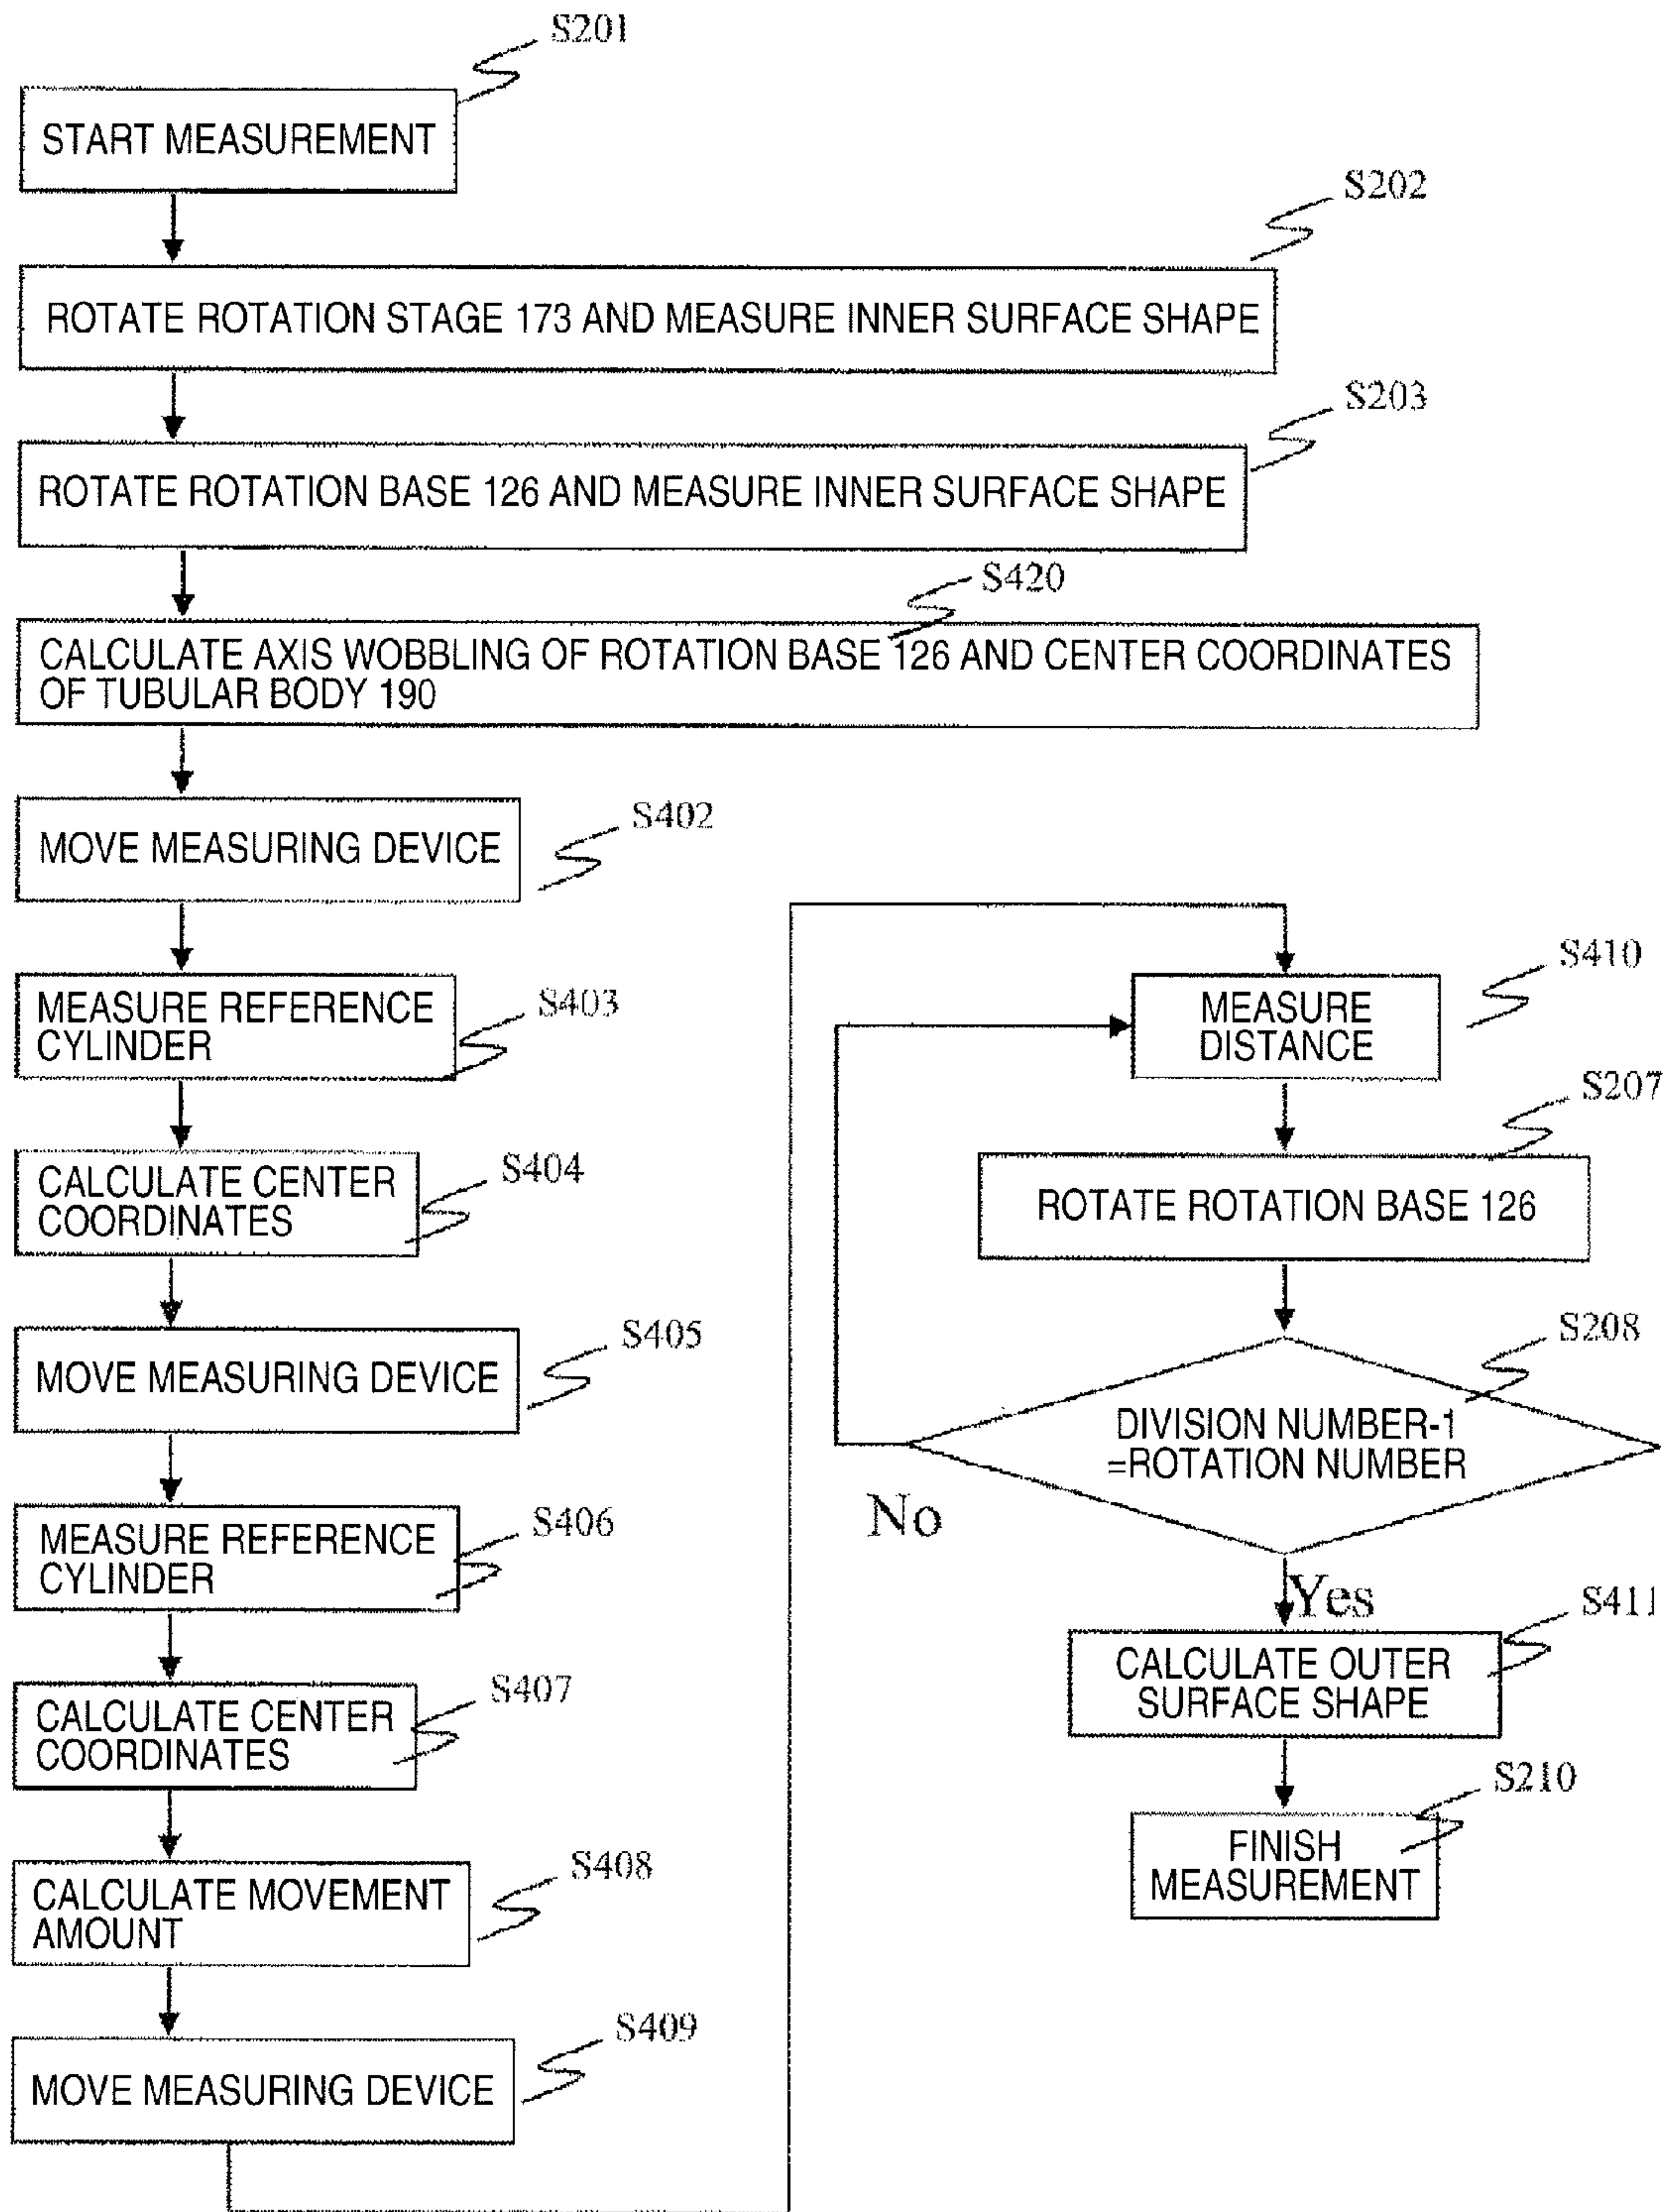 S201
START MEASUREMENT
S202
ROTATE ROTATION STAGE 173 AND MEASURE INNER SURFACE SHAPE
S203
ROTATE ROTATION BASE 126 AND MEASURE INNER SURFACE SHAPE
S420
CALCULATE AXIS WOBBLING OF ROTATION BASE 126 AND CENTER COORDINATES
OF TUBULAR BODY 190
S402
MOVE MEASURING DEVICE
S403
MEASURE REFERENCE
CYLINDER
S404
CALCULATE CENTER
COORDINATES
S405
MOVE MEASURING DEVICE
S406
MEASURE REFERENCE
CYLINDER
S407
CALCULATE CENTER
COORDINATES
S408
CALCULATE MOVEMENT
AMOUNT
S409
MOVE MEASURING DEVICE
S410
MEASURE
DISTANCE
S207
ROTATE ROTATION BASE 126
S208
DIVISION NUMBER-1
=ROTATION NUMBER
No
Yes
S411
CALCULATE OUTER
SURFACE SHAPE
S210
FINISH
MEASUREMENT